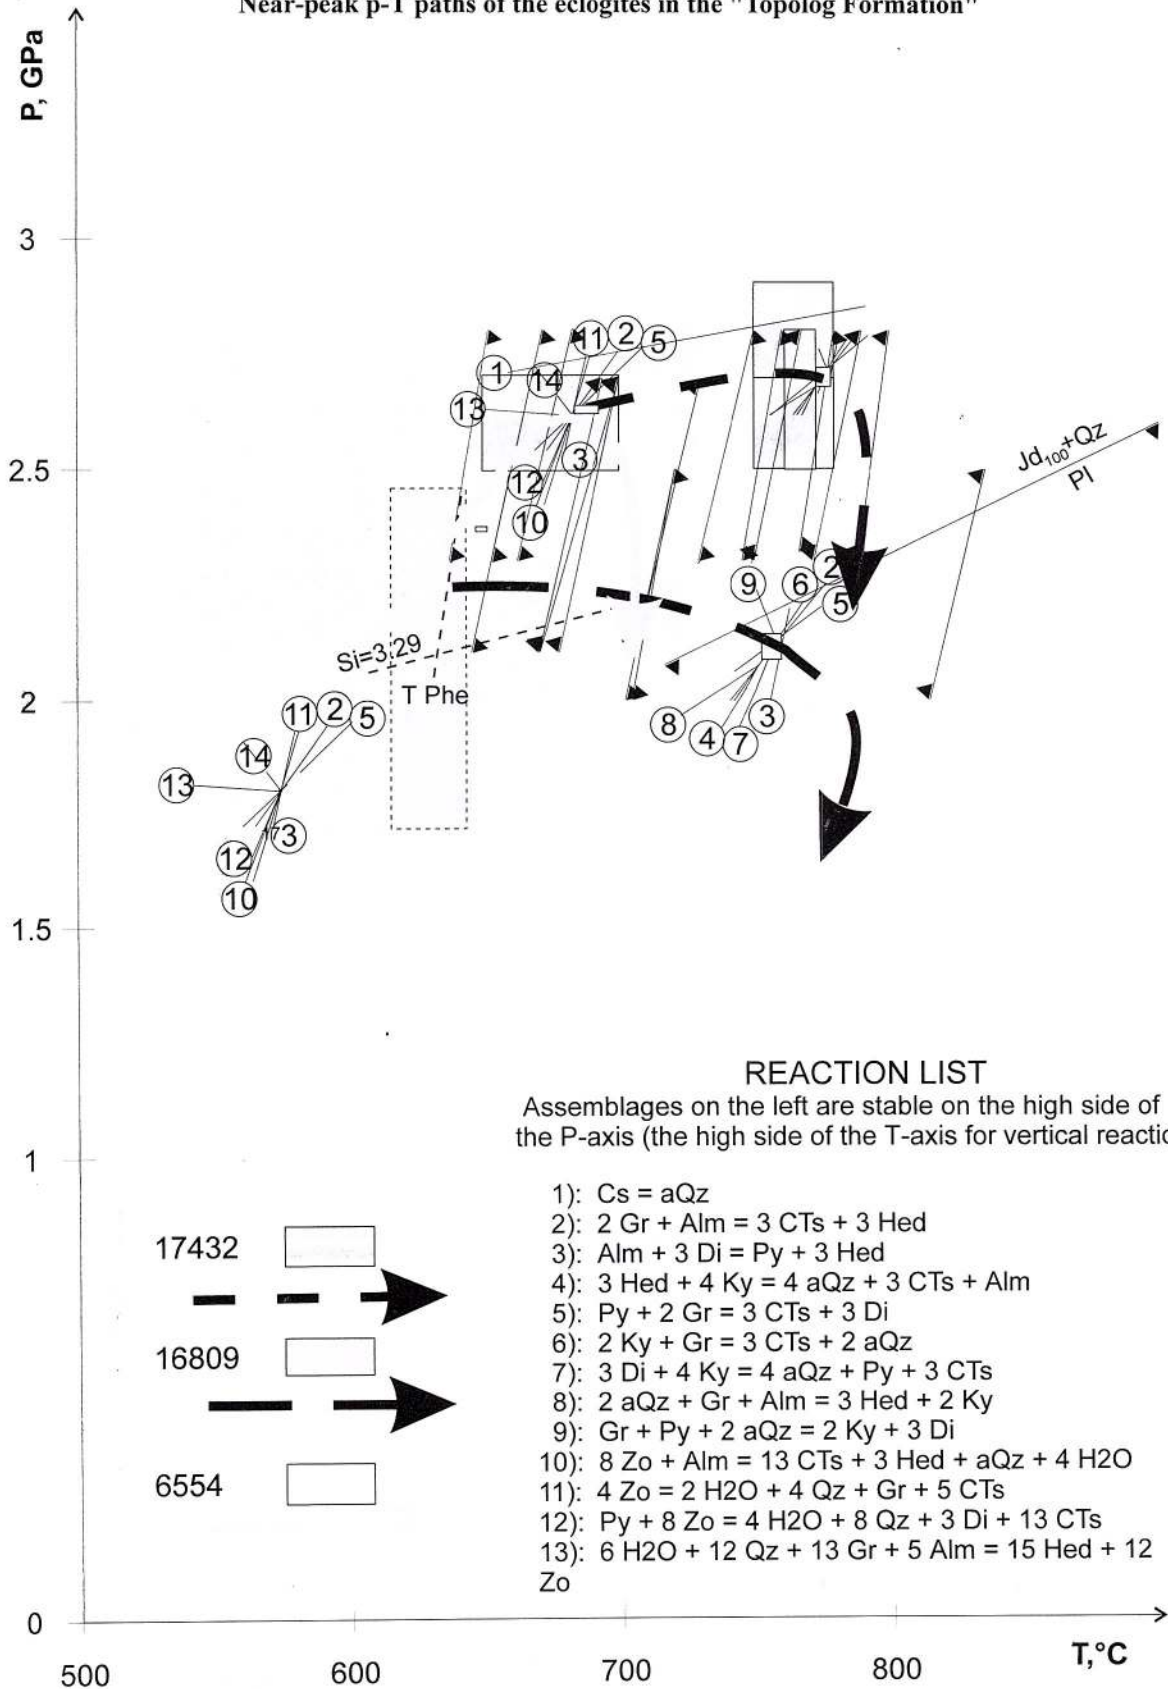 Near-peak p-T paths of the eclogites in the "Topolog Formation"
P, GPa
3
11
2
5
1
14
13
3
12
10
2.5
Jd100+Qz
Pl
9
6
2
5
Si=3.29
T Phe
8
4
7
3
2
11
2
5
14
13
3
12
10
1.5
1
REACTION LIST
Assemblages on the left are stable on the high side of
the P-axis (the high side of the T-axis for vertical reactio
1): Cs = aQz
2): 2 Gr + Alm = 3 CTs + 3 Hed
3): Alm + 3 Di = Py + 3 Hed
4): 3 Hed + 4 Ky = 4 aQz + 3 CTs + Alm
5): Py + 2 Gr = 3 CTs + 3 Di
6): 2 Ky + Gr = 3 CTs + 2 aQz
7): 3 Di + 4 Ky = 4 aQz + Py + 3 CTs
8): 2 aQz + Gr + Alm = 3 Hed + 2 Ky
9): Gr + Py + 2 aQz = 2 Ky + 3 Di
10): 8 Zo + Alm = 13 CTs + 3 Hed + aQz + 4 H2O
11): 4 Zo = 2 H2O + 4 Qz + Gr + 5 CTs
12): Py + 8 Zo = 4 H2O + 8 Qz + 3 Di + 13 CTs
13): 6 H2O + 12 Qz + 13 Gr + 5 Alm = 15 Hed + 12
Zo
17432
16809
6554
0
500
600
700
800
T,°C